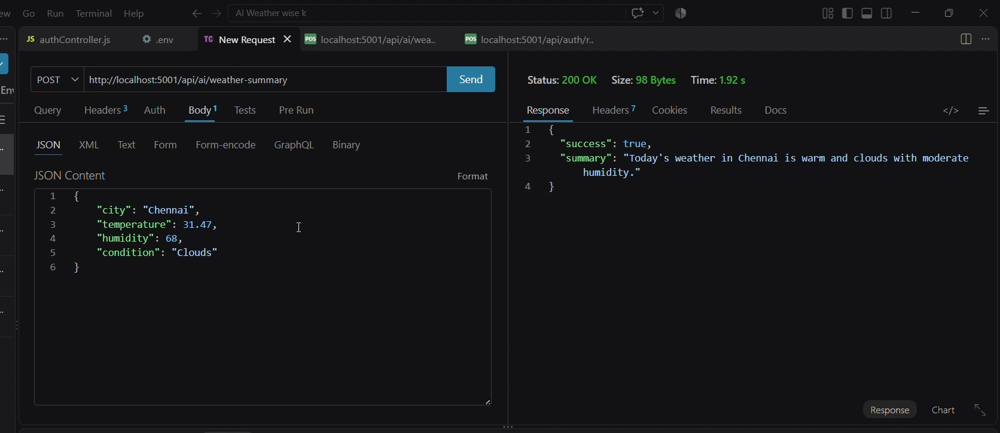 ew Go Run Terminal Help
AI Weather wise k
JS authController.js .env TC New Request POS localhost:5001/api/ai/wea.. POS localhost:5001/api/auth/r..
POST http://localhost:5001/api/ai/weather-summary Send
Status: 200 OK Size: 98 Bytes Time: 1.92 s
Env
Query Headers 3 Auth Body 1 Tests Pre Run
Response Headers 7 Cookies Results Docs </>
JSON XML Text Form Form-encode GraphQL Binary
JSON Content Format
1 {
2 "city": "Chennai",
3 "temperature": 31.47,
4 "humidity": 68,
5 "condition": "Clouds"
6 }
1 {
2 "success": true,
3 "summary": "Today's weather in Chennai is warm and clouds with moderate
humidity."
4 }
Response Chart